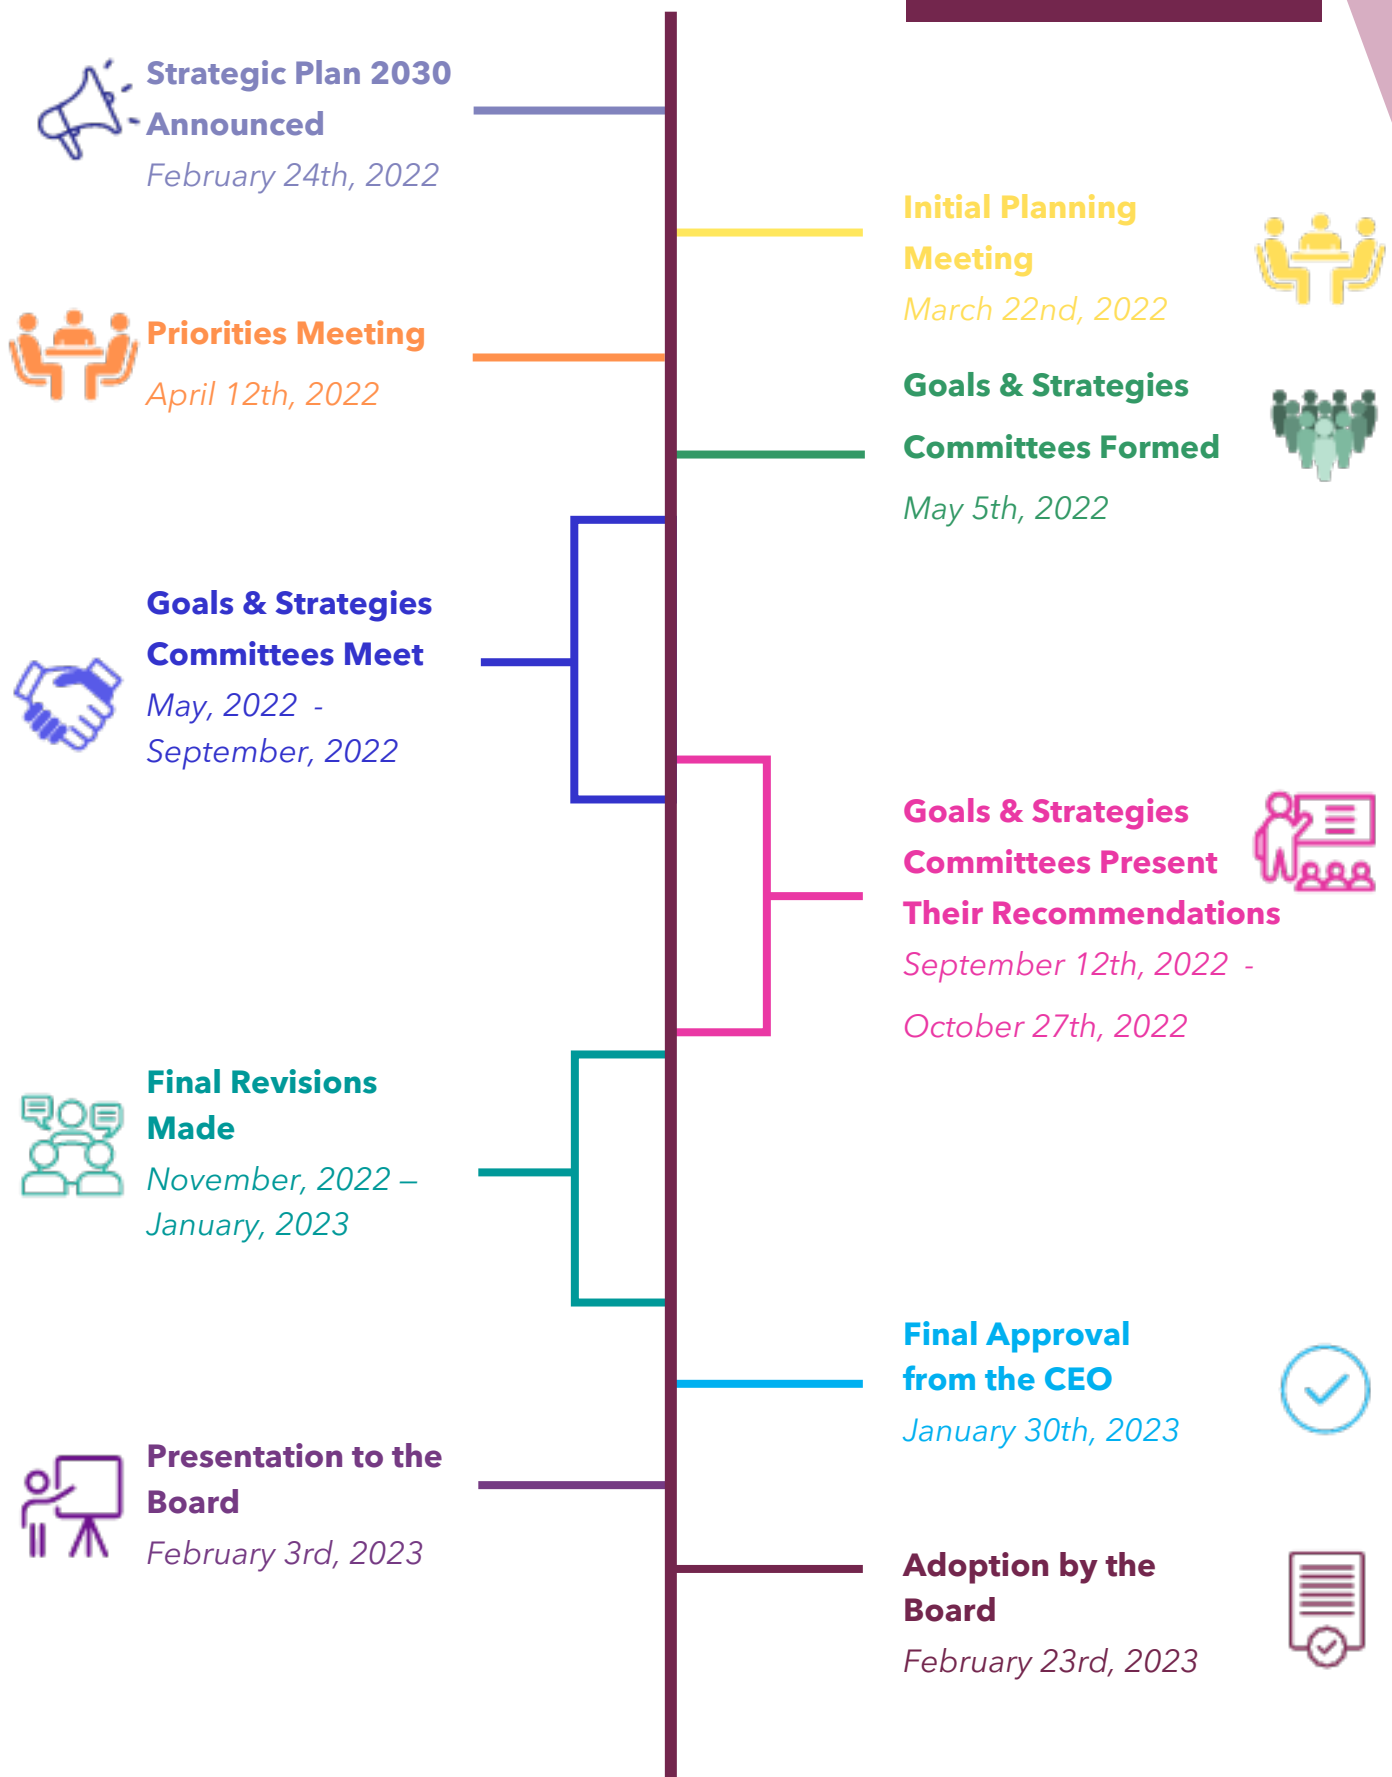 Strategic Plan 2030
Announced
February 24th, 2022
Initial Planning
Meeting
March 22nd, 2022
Priorities Meeting
April 12th, 2022
Goals & Strategies
Committees Formed
May 5th, 2022
Goals & Strategies
Committees Meet
May, 2022 -
September, 2022
Goals & Strategies
Committees Present
Their Recommendations
September 12th, 2022 -
October 27th, 2022
Final Revisions
Made
November, 2022 –
January, 2023
Final Approval
from the CEO
January 30th, 2023
Presentation to the
Board
February 3rd, 2023
Adoption by the
Board
February 23rd, 2023